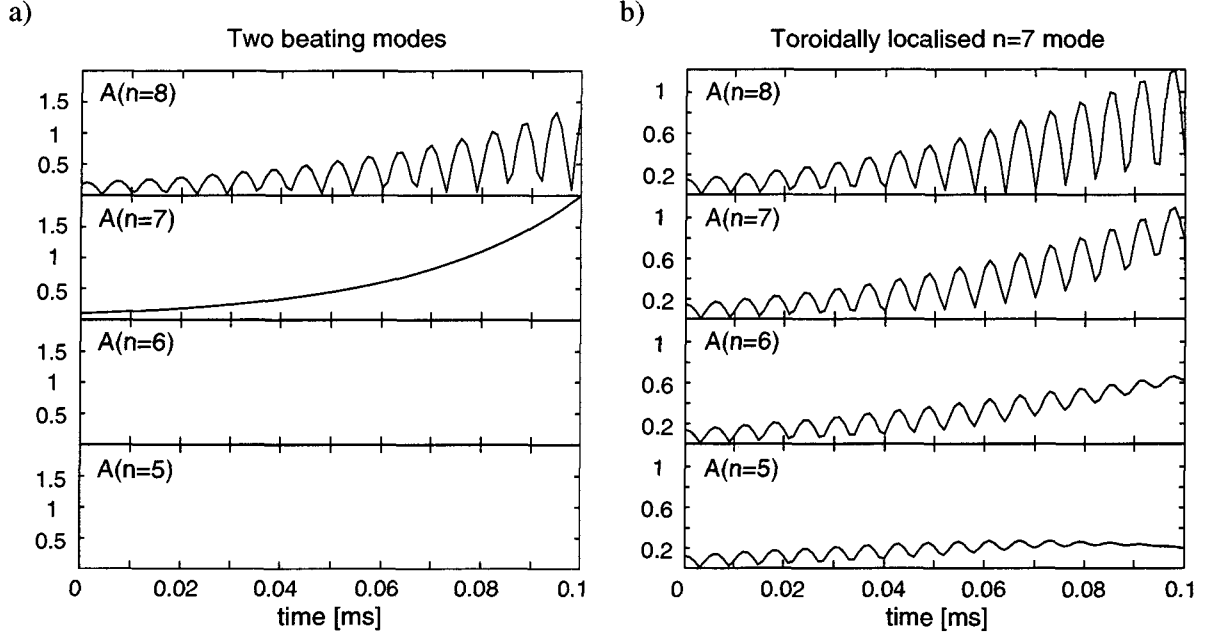 a)
Two beating modes
A(n=8)
1.5
1
0.5
A(n=7)
1.5
1
0.5
A(n=6)
1.5
1
0.5
A(n=5)
1.5
1
0.5
0 0.02 0.04 0.06 0.08 0.1
time [ms]
b)
Toroidally localised n=7 mode
A(n=8)
1
0.6
0.2
A(n=7)
1
0.6
0.2
A(n=6)
1
0.6
0.2
A(n=5)
1
0.6
0.2
0 0.02 0.04 0.06 0.08 0.1
time [ms]